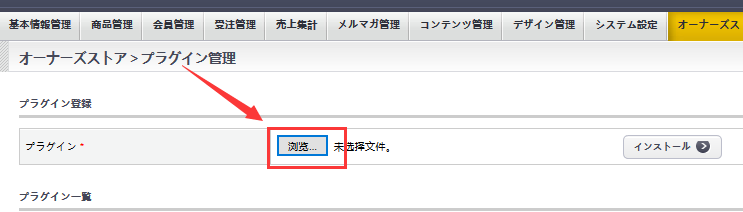 基本情報管理 商品管理 会員管理 受注管理 売上集計 メルマガ管理 コンテンツ管理 デザイン管理 システム設定 オーナーズス
オーナーズストア＞プラグイン管理
プラグイン登録
プラグイン * 浏览... 未选择文件。 インストール
プラグイン一覧